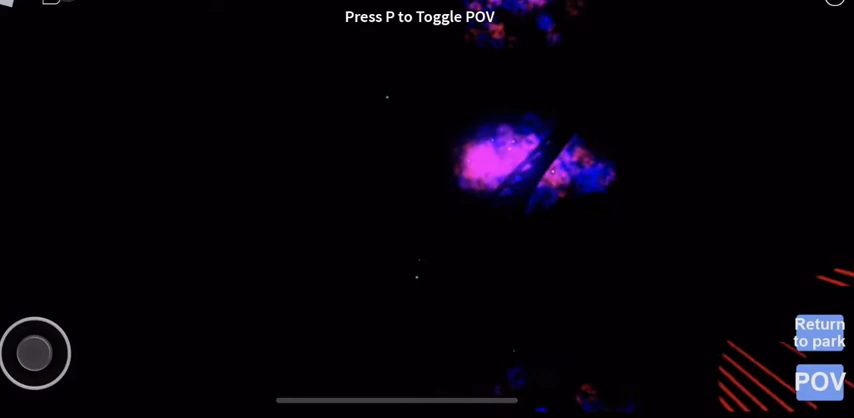 Press P to Toggle POV
Return
to park
POV